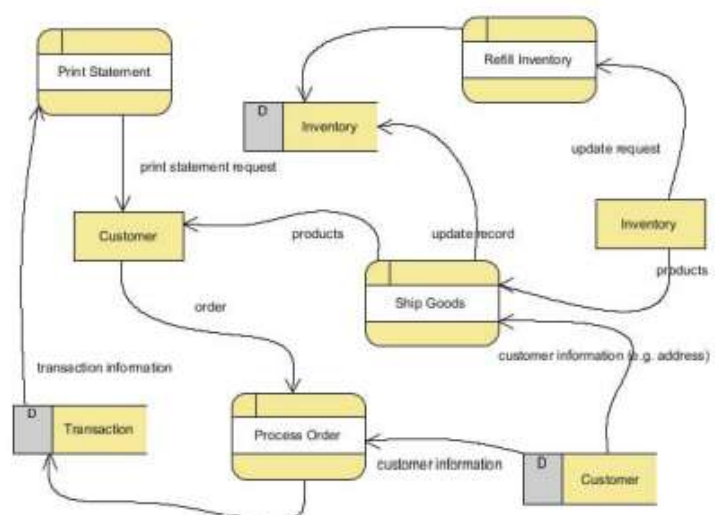 Print Statement
Refill Inventory
D
Inventory
update request
print statement request
Customer
products
update record
Inventory
products
Ship Goods
order
customer information (e.g. address)
transaction information
D
Transaction
Process Order
customer information
D
Customer